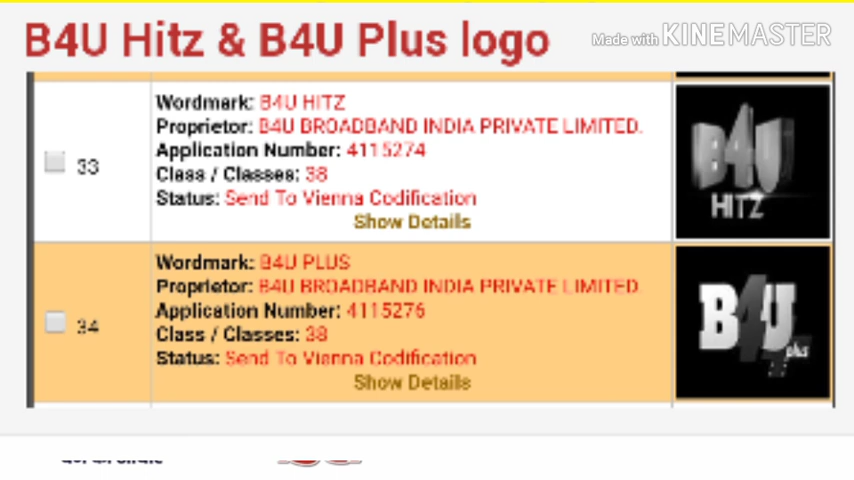 B4U Hitz & B4U Plus logo
Made with KINEMASTER
Wordmark: B4U HITZ
Proprietor: B4U BROADBAND INDIA PRIVATE LIMITED.
Application Number: 4115274
33
Class / Classes: 38
Status: Send To Vienna Codification
Show Details
B4U
HITZ
Wordmark: B4U PLUS
Proprietor: B4U BROADBAND INDIA PRIVATE LIMITED.
Application Number: 4115276
34
Class / Classes: 38
Status: Send To Vienna Codification
Show Details
B4U
plus